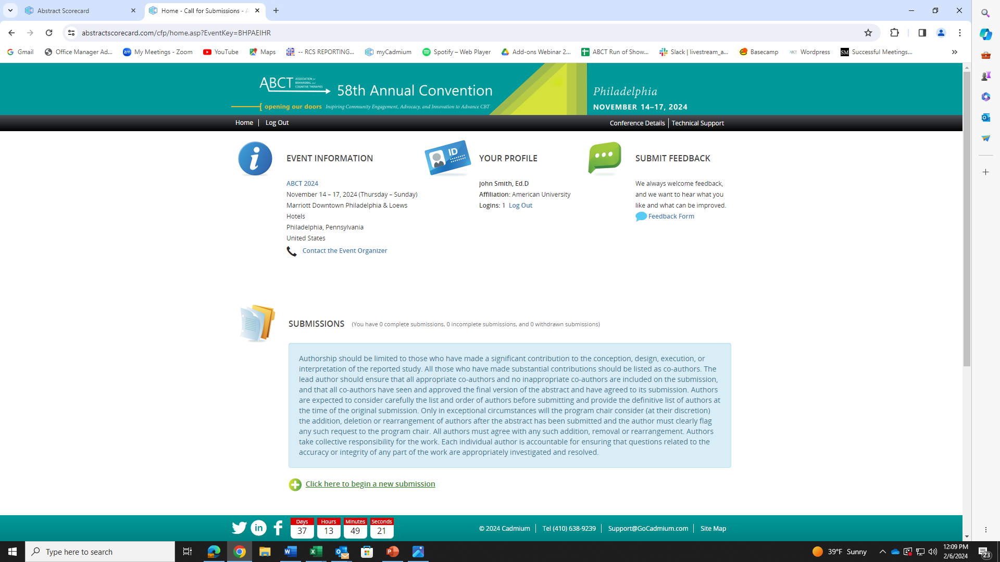 Abstract Scorecard
Home - Call for Submissions - A
abstractscorecard.com/cfp/home.asp?EventKey=BHPAEIHR
Gmail
Office Manager Ad...
My Meetings - Zoom
YouTube
Maps
-- RCS REPORTING...
myCadmium
Spotify – Web Player
Add-ons Webinar 2...
ABCT Run of Show...
Slack | livestream_a...
Basecamp
Wordpress
Successful Meetings...
ABCT ASSOCIATION for BEHAVIORAL and COGNITIVE THERAPIES
58th Annual Convention
opening our doors Inspiring Community Engagement, Advocacy, and Innovation to Advance CBT
Philadelphia
NOVEMBER 14–17, 2024
Home
Log Out
Conference Details
Technical Support
EVENT INFORMATION
ABCT 2024
November 14 – 17, 2024 (Thursday – Sunday)
Marriott Downtown Philadelphia & Loews
Hotels
Philadelphia, Pennsylvania
United States
Contact the Event Organizer
ID
YOUR PROFILE
John Smith, Ed.D
Affiliation: American University
Logins: 1 Log Out
SUBMIT FEEDBACK
We always welcome feedback,
and we want to hear what you
like and what can be improved.
Feedback Form
SUBMISSIONS (You have 0 complete submissions, 0 incomplete submissions, and 0 withdrawn submissions)
Authorship should be limited to those who have made a significant contribution to the conception, design, execution, or
interpretation of the reported study. All those who have made substantial contributions should be listed as co-authors. The
lead author should ensure that all appropriate co-authors and no inappropriate co-authors are included on the submission,
and that all co-authors have seen and approved the final version of the abstract and have agreed to its submission. Authors
are expected to consider carefully the list and order of authors before submitting and provide the definitive list of authors at
the time of the original submission. Only in exceptional circumstances will the program chair consider (at their discretion)
the addition, deletion or rearrangement of authors after the abstract has been submitted and the author must clearly flag
any such request to the program chair. All authors must agree with any such addition, removal or rearrangement. Authors
take collective responsibility for the work. Each individual author is accountable for ensuring that questions related to the
accuracy or integrity of any part of the work are appropriately investigated and resolved.
Click here to begin a new submission
Days Hours Minutes Seconds
37 13 49 21
© 2024 Cadmium
Tel (410) 638-9239
Support@GoCadmium.com
Site Map
Type here to search
39°F Sunny
12:09 PM
2/6/2024
23